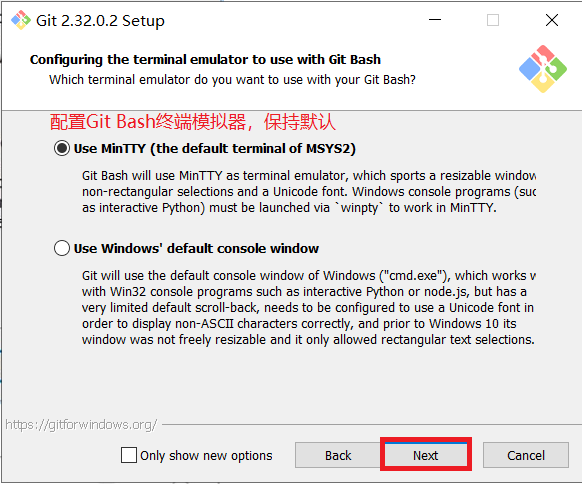 Git 2.32.0.2 Setup
Configuring the terminal emulator to use with Git Bash
Which terminal emulator do you want to use with your Git Bash?
配置Git Bash终端模拟器，保持默认
Use MinTTY (the default terminal of MSYS2)
Git Bash will use MinTTY as terminal emulator, which sports a resizable window
non-rectangular selections and a Unicode font. Windows console programs (suc
as interactive Python) must be launched via `winpty` to work in MinTTY.
Use Windows' default console window
Git will use the default console window of Windows ("cmd.exe"), which works w
with Win32 console programs such as interactive Python or node.js, but has a
very limited default scroll-back, needs to be configured to use a Unicode font in
order to display non-ASCII characters correctly, and prior to Windows 10 its
window was not freely resizable and it only allowed rectangular text selections.
https://gitforwindows.org/
Only show new options
Back
Next
Cancel